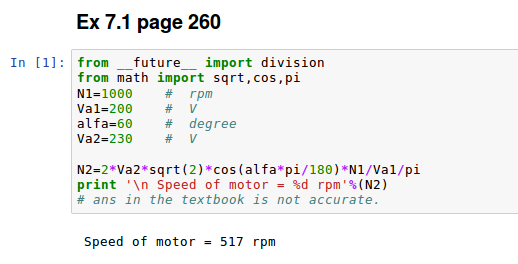 Ex 7.1 page 260
In [1]: from __future__ import division
from math import sqrt,cos,pi
N1=1000    #  rpm
Va1=200    #  V
alfa=60    #  degree
Va2=230    #  V
N2=2*Va2*sqrt(2)*cos(alfa*pi/180)*N1/Va1/pi
print '\n Speed of motor = %d rpm'%(N2)
# ans in the textbook is not accurate.
Speed of motor = 517 rpm